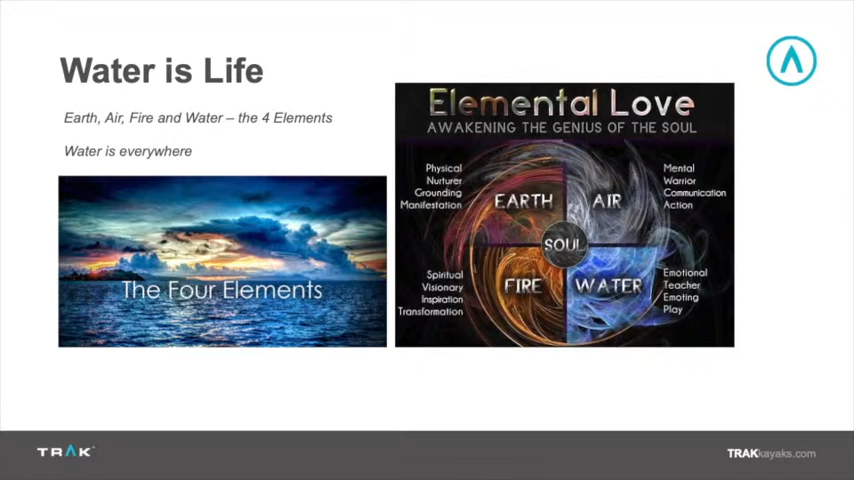 Water is Life
Earth, Air, Fire and Water – the 4 Elements
Water is everywhere
The Four Elements
Elemental Love
AWAKENING THE GENIUS OF THE SOUL
Physical
Nurturer
Grounding
Manifestation
EARTH
AIR
Mental
Warrior
Communication
Action
SOUL
Spiritual
Visionary
Inspiration
Transformation
FIRE
WATER
Emotional
Teacher
Emoting
Play
TRAK
TRAKkayaks.com